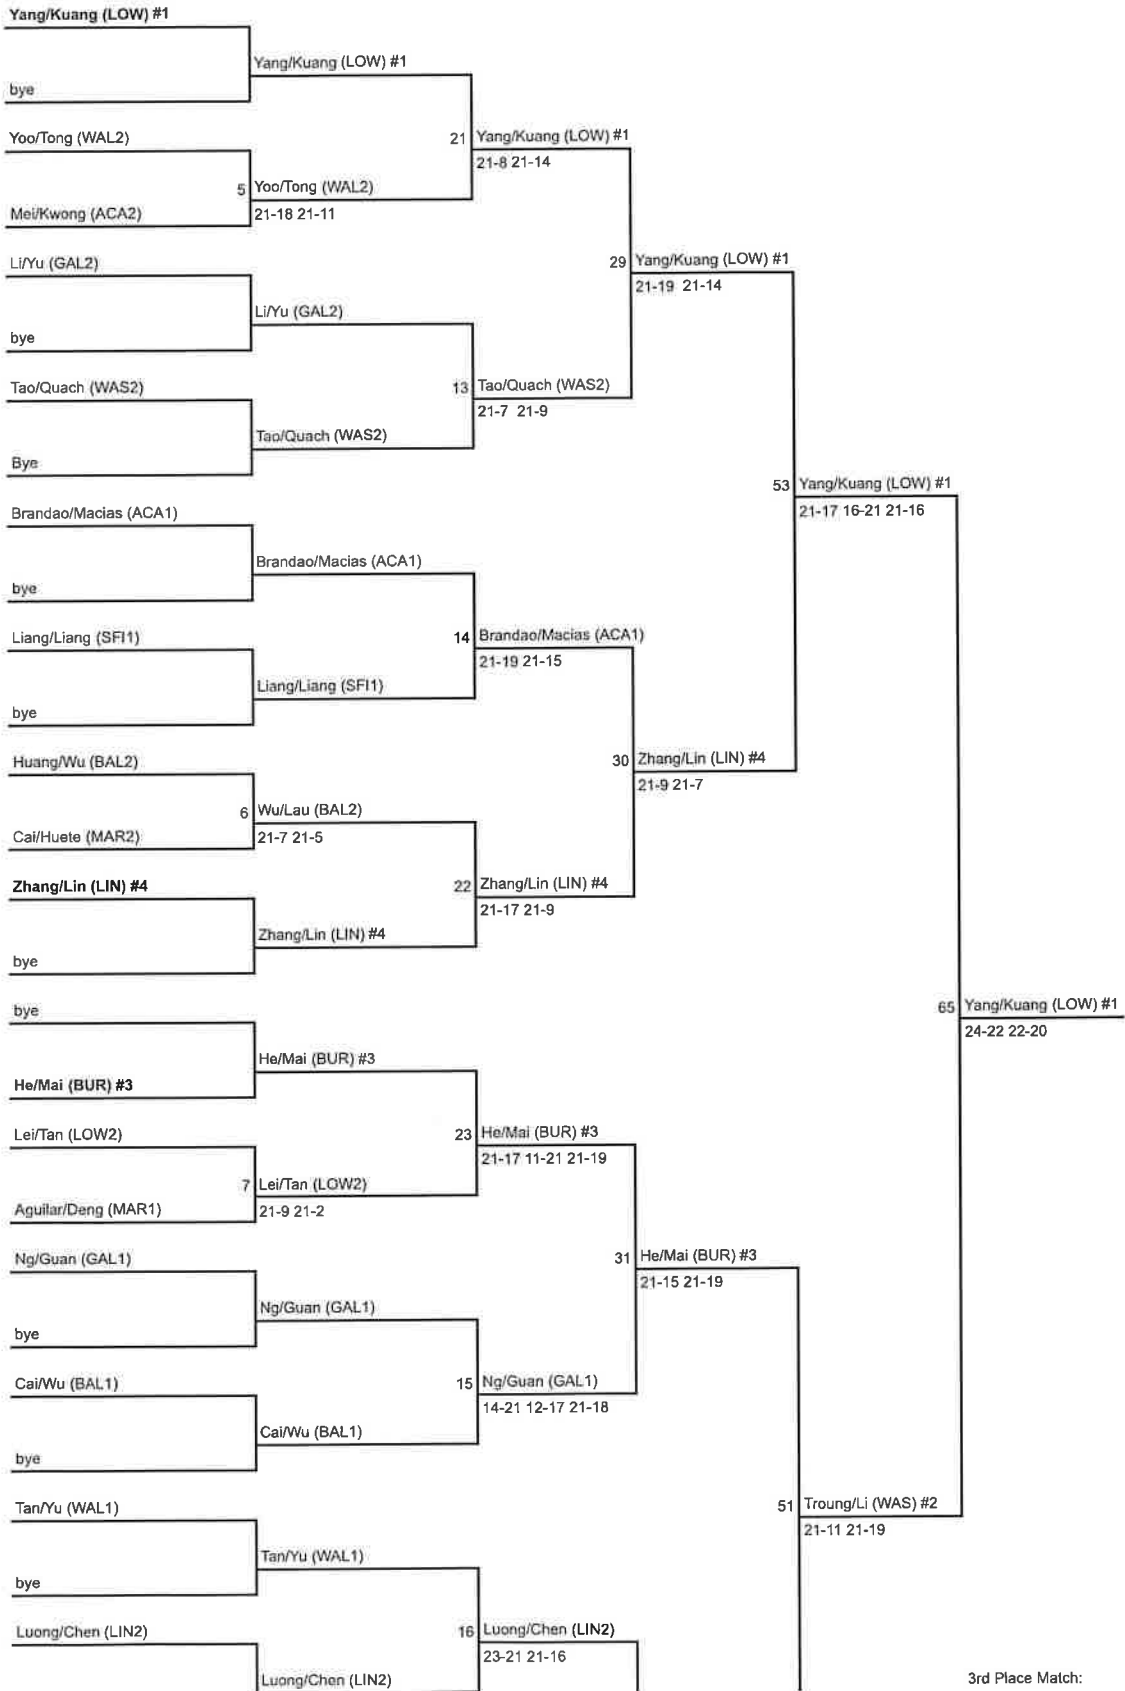 Yang/Kuang (LOW) #1
Yang/Kuang (LOW) #1
bye
Yoo/Tong (WAL2)
21 Yang/Kuang (LOW) #1
21-8 21-14
5 Yoo/Tong (WAL2)
Mei/Kwong (ACA2)
21-18 21-11
Li/Yu (GAL2)
29 Yang/Kuang (LOW) #1
21-19 21-14
Li/Yu (GAL2)
bye
Tao/Quach (WAS2)
13 Tao/Quach (WAS2)
21-7 21-9
Tao/Quach (WAS2)
Bye
53 Yang/Kuang (LOW) #1
21-17 16-21 21-16
Brandao/Macias (ACA1)
Brandao/Macias (ACA1)
bye
Liang/Liang (SFI1)
14 Brandao/Macias (ACA1)
21-19 21-15
Liang/Liang (SFI1)
bye
Huang/Wu (BAL2)
30 Zhang/Lin (LIN) #4
21-9 21-7
6 Wu/Lau (BAL2)
Cai/Huete (MAR2)
21-7 21-5
Zhang/Lin (LIN) #4
22 Zhang/Lin (LIN) #4
21-17 21-9
Zhang/Lin (LIN) #4
bye
bye
65 Yang/Kuang (LOW) #1
24-22 22-20
He/Mai (BUR) #3
He/Mai (BUR) #3
Lei/Tan (LOW2)
23 He/Mai (BUR) #3
21-17 11-21 21-19
7 Lei/Tan (LOW2)
Aguilar/Deng (MAR1)
21-9 21-2
Ng/Guan (GAL1)
31 He/Mai (BUR) #3
21-15 21-19
Ng/Guan (GAL1)
bye
Cai/Wu (BAL1)
15 Ng/Guan (GAL1)
14-21 12-17 21-18
Cai/Wu (BAL1)
bye
Tan/Yu (WAL1)
51 Troung/Li (WAS) #2
21-11 21-19
Tan/Yu (WAL1)
bye
Luong/Chen (LIN2)
16 Luong/Chen (LIN2)
23-21 21-16
Luong/Chen (LIN2)
3rd Place Match: